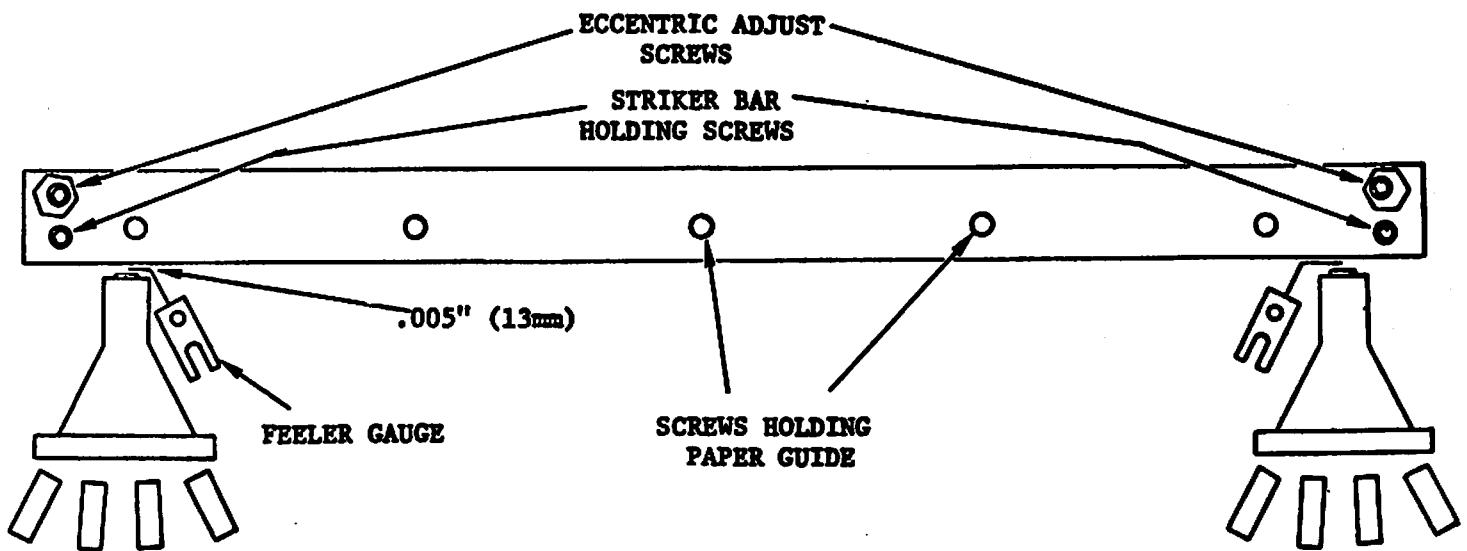 ECCENTRIC ADJUST
SCREWS
STRIKER BAR
HOLDING SCREWS
.005" (13mm)
FEELER GAUGE
SCREWS HOLDING
PAPER GUIDE